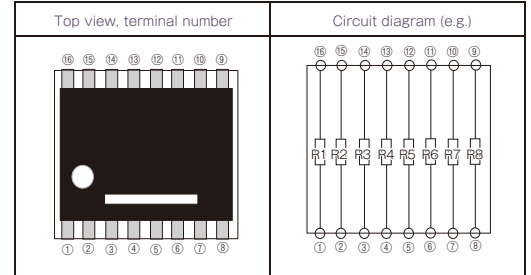 Top view, terminal number
Circuit diagram (e.g.)
⑯ ⑮ ⑭ ⑬ ⑫ ⑪ ⑩ ⑨
① ② ③ ④ ⑤ ⑥ ⑦ ⑧
⑯ ⑮ ⑭ ⑬ ⑫ ⑪ ⑩ ⑨
R1 R2 R3 R4 R5 R6 R7 R8
① ② ③ ④ ⑤ ⑥ ⑦ ⑧